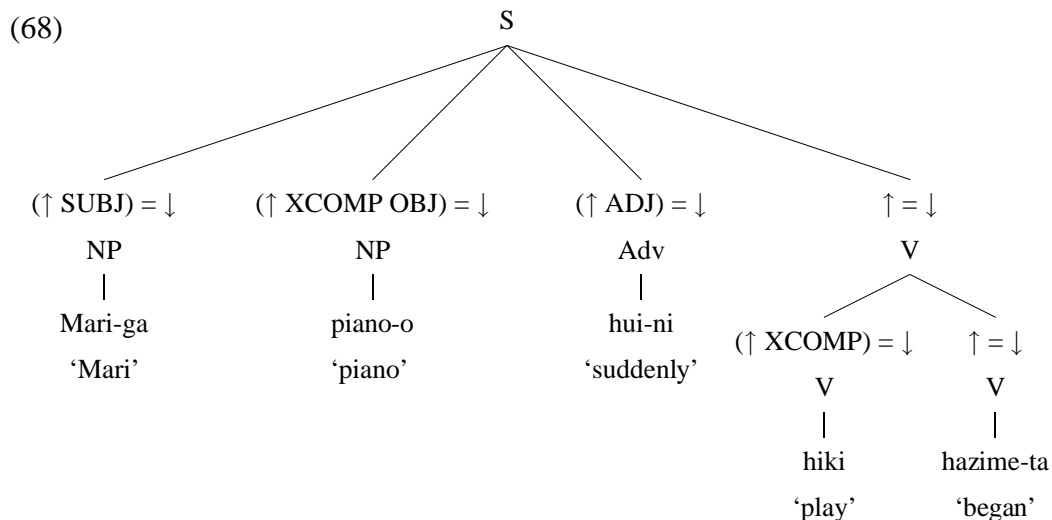 (68)
S
(↑ SUBJ) = ↓ (↑ XCOMP OBJ) = ↓ (↑ ADJ) = ↓ ↑ = ↓
NP NP Adv V
Mari-ga piano-o hui-ni (↑ XCOMP) = ↓ ↑ = ↓
‘Mari’ ‘piano’ ‘suddenly’ V V
hiki hazime-ta
‘play’ ‘began’